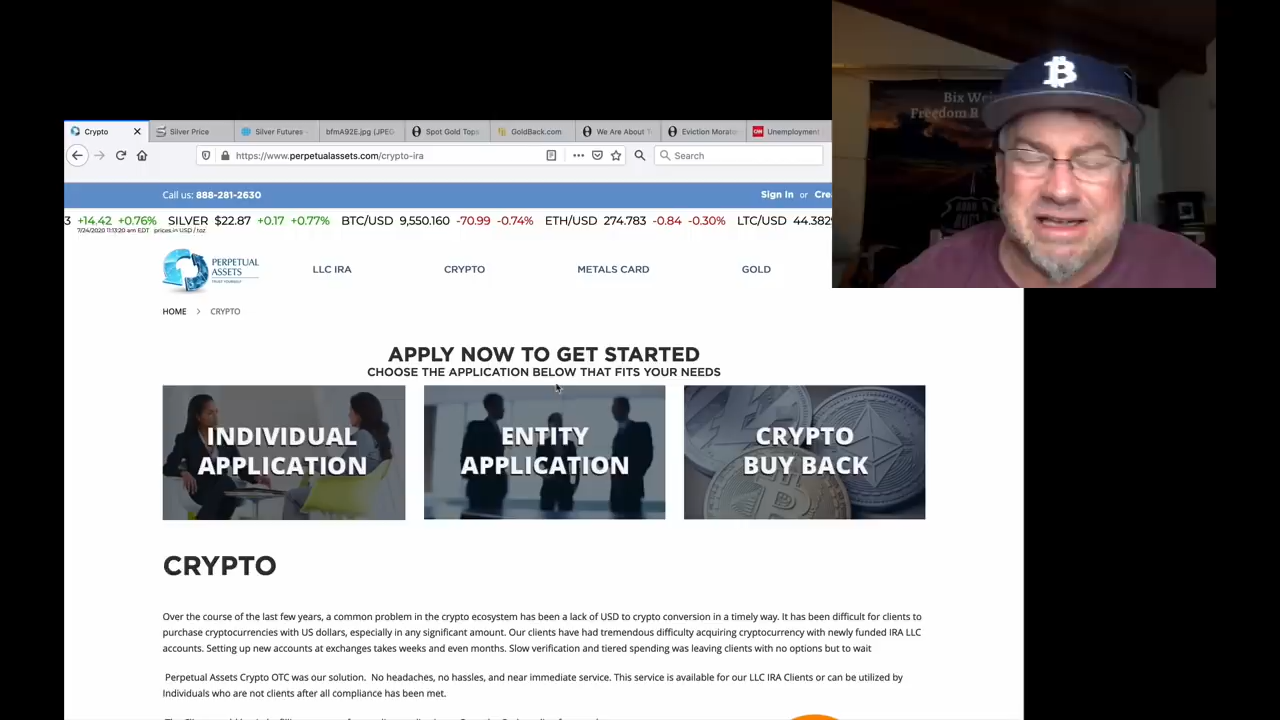 Bix Wei
Freedom R
Crypto
Silver Price
Silver Futures
bfmA92E.jpg (JPEG
Spot Gold Tops
GoldBack.com
We Are About T
Eviction Morato
Unemployment
https://www.perpetualassets.com/crypto-ira
Search
Call us: 888-281-2630
Sign In or Cre
3 +14.42 +0.76% SILVER $22.87 +0.17 +0.77% BTC/USD 9,550.160 -70.99 -0.74% ETH/USD 274.783 -0.84 -0.30% LTC/USD 44.382
7/24/2020 11:13:20 am EDT prices in USD / toz
PERPETUAL
ASSETS
TRUST YOURSELF
LLC IRA
CRYPTO
METALS CARD
GOLD
HOME > CRYPTO
APPLY NOW TO GET STARTED
CHOOSE THE APPLICATION BELOW THAT FITS YOUR NEEDS
INDIVIDUAL
APPLICATION
ENTITY
APPLICATION
CRYPTO
BUY BACK
CRYPTO
Over the course of the last few years, a common problem in the crypto ecosystem has been a lack of USD to crypto conversion in a timely way. It has been difficult for clients to
purchase cryptocurrencies with US dollars, especially in any significant amount. Our clients have had tremendous difficulty acquiring cryptocurrency with newly funded IRA LLC
accounts. Setting up new accounts at exchanges takes weeks and even months. Slow verification and tiered spending was leaving clients with no options but to wait
Perpetual Assets Crypto OTC was our solution. No headaches, no hassles, and near immediate service. This service is available for our LLC IRA Clients or can be utilized by
Individuals who are not clients after all compliance has been met.